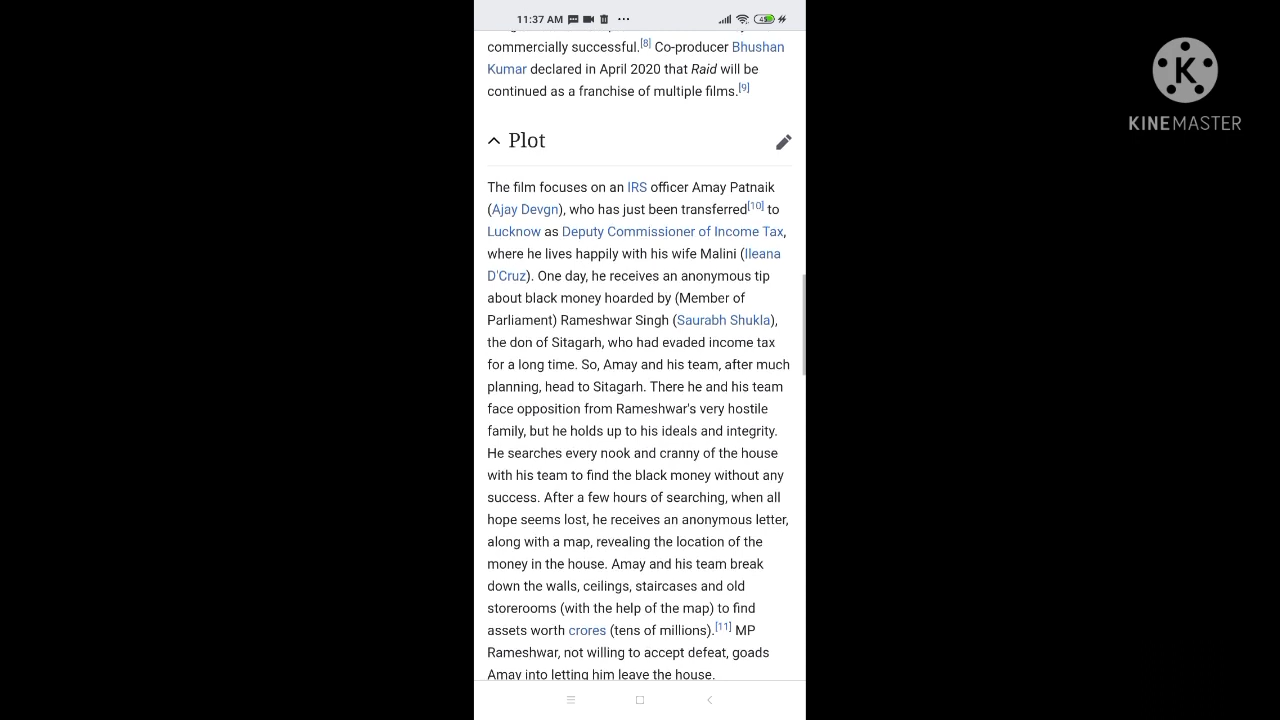 11:37 AM
45
commercially successful.[8] Co-producer Bhushan
Kumar declared in April 2020 that Raid will be
continued as a franchise of multiple films.[9]
Plot
The film focuses on an IRS officer Amay Patnaik
(Ajay Devgn), who has just been transferred[10] to
Lucknow as Deputy Commissioner of Income Tax,
where he lives happily with his wife Malini (Ileana
D'Cruz). One day, he receives an anonymous tip
about black money hoarded by (Member of
Parliament) Rameshwar Singh (Saurabh Shukla),
the don of Sitagarh, who had evaded income tax
for a long time. So, Amay and his team, after much
planning, head to Sitagarh. There he and his team
face opposition from Rameshwar's very hostile
family, but he holds up to his ideals and integrity.
He searches every nook and cranny of the house
with his team to find the black money without any
success. After a few hours of searching, when all
hope seems lost, he receives an anonymous letter,
along with a map, revealing the location of the
money in the house. Amay and his team break
down the walls, ceilings, staircases and old
storerooms (with the help of the map) to find
assets worth crores (tens of millions).[11] MP
Rameshwar, not willing to accept defeat, goads
Amay into letting him leave the house.
K
KINEMASTER